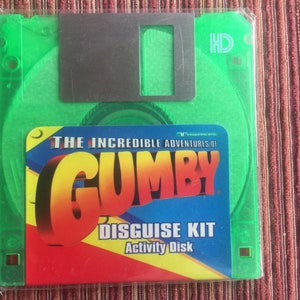 HD
THE INCREDIBLE ADVENTURES OF
GUMBY
DISGUISE KIT
Activity Disk